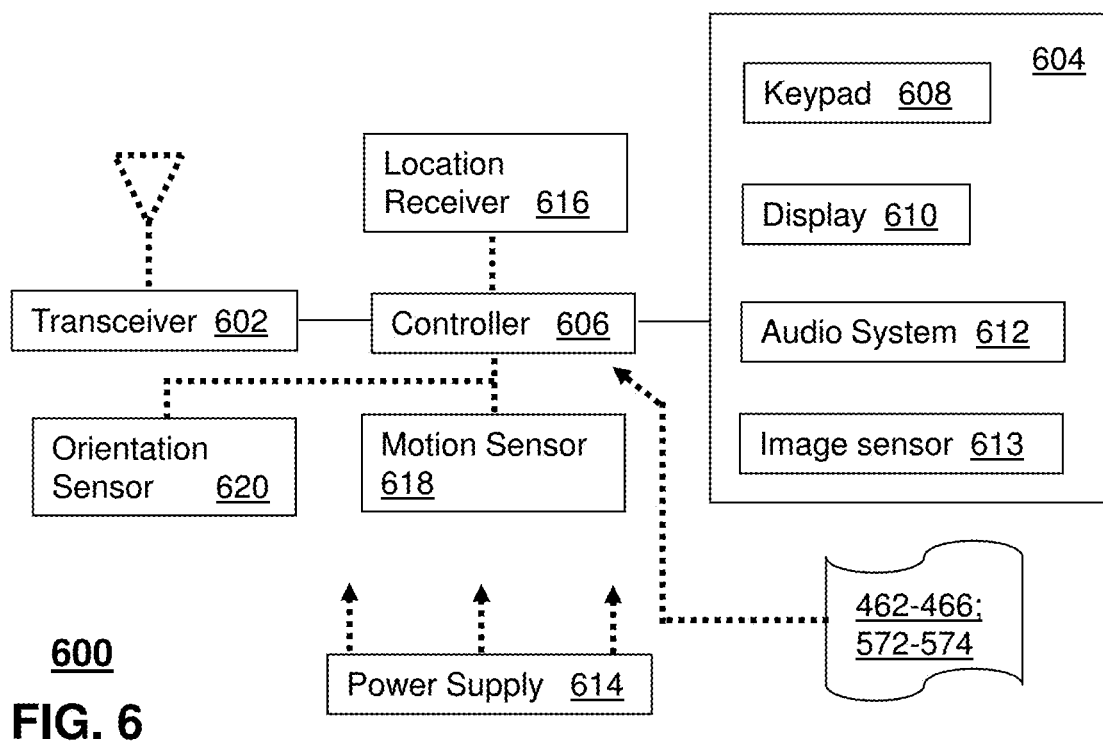 604
Keypad 608
Location
Receiver 616
Display 610
Transceiver 602
Controller 606
Audio System 612
Orientation
Sensor 620
Motion Sensor
618
Image sensor 613
462-466;
572-574
600
Power Supply 614
FIG. 6